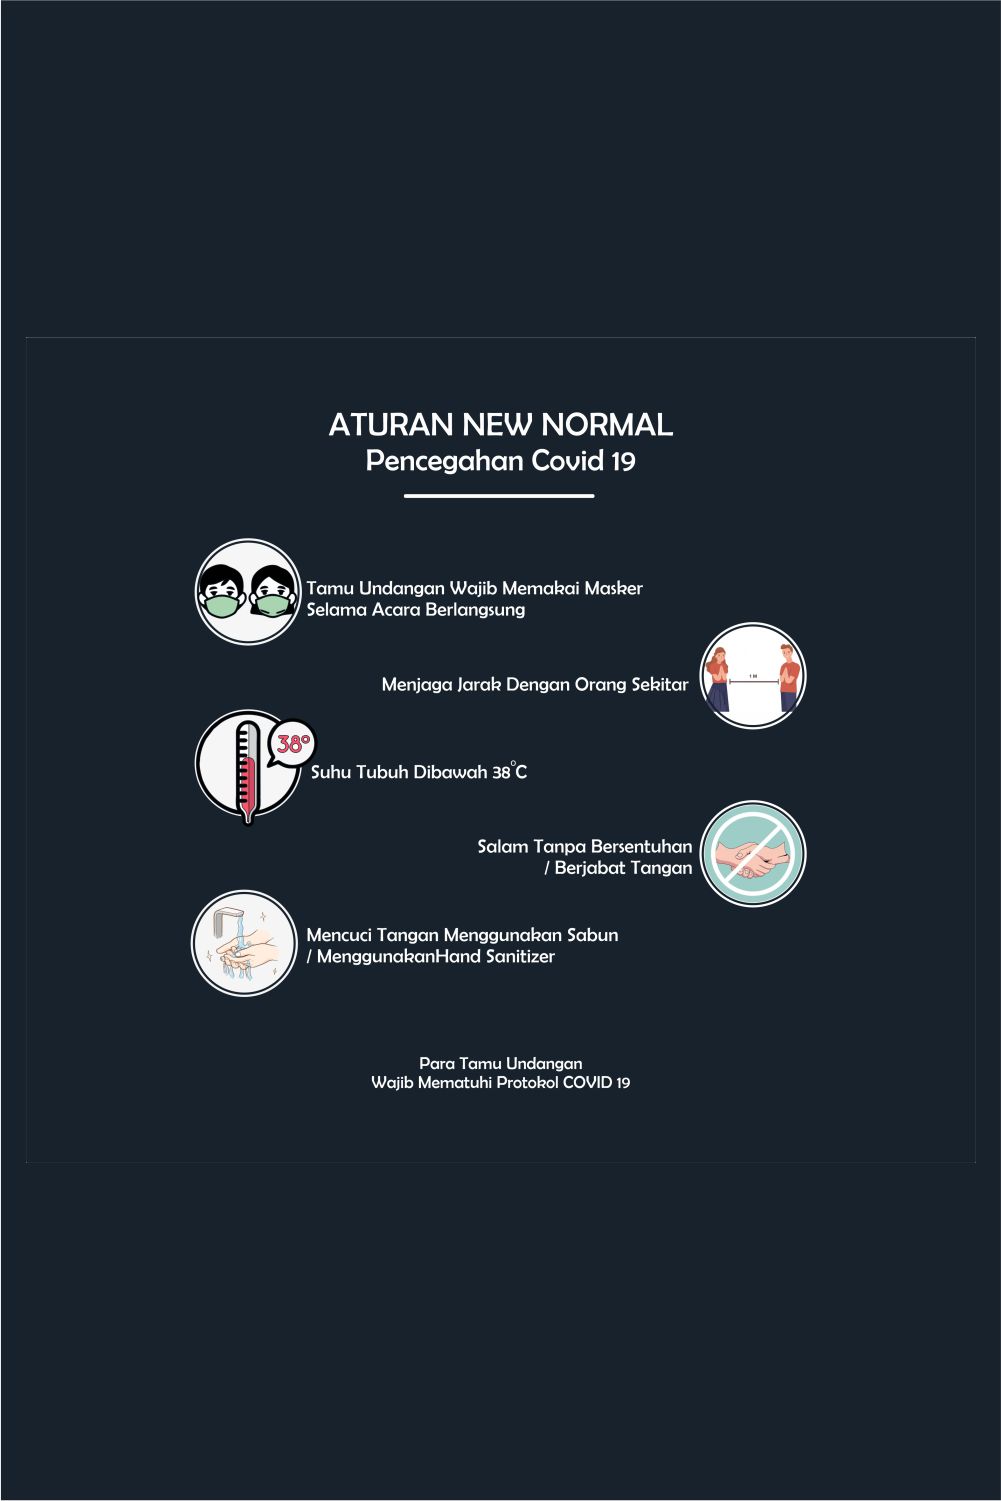 ATURAN NEW NORMAL
Pencegahan Covid 19
Tamu Undangan Wajib Memakai Masker
Selama Acara Berlangsung
1 M
Menjaga Jarak Dengan Orang Sekitar
38°
Suhu Tubuh Dibawah 38°C
Salam Tanpa Bersentuhan
/ Berjabat Tangan
Mencuci Tangan Menggunakan Sabun
/ MenggunakanHand Sanitizer
Para Tamu Undangan
Wajib Mematuhi Protokol COVID 19